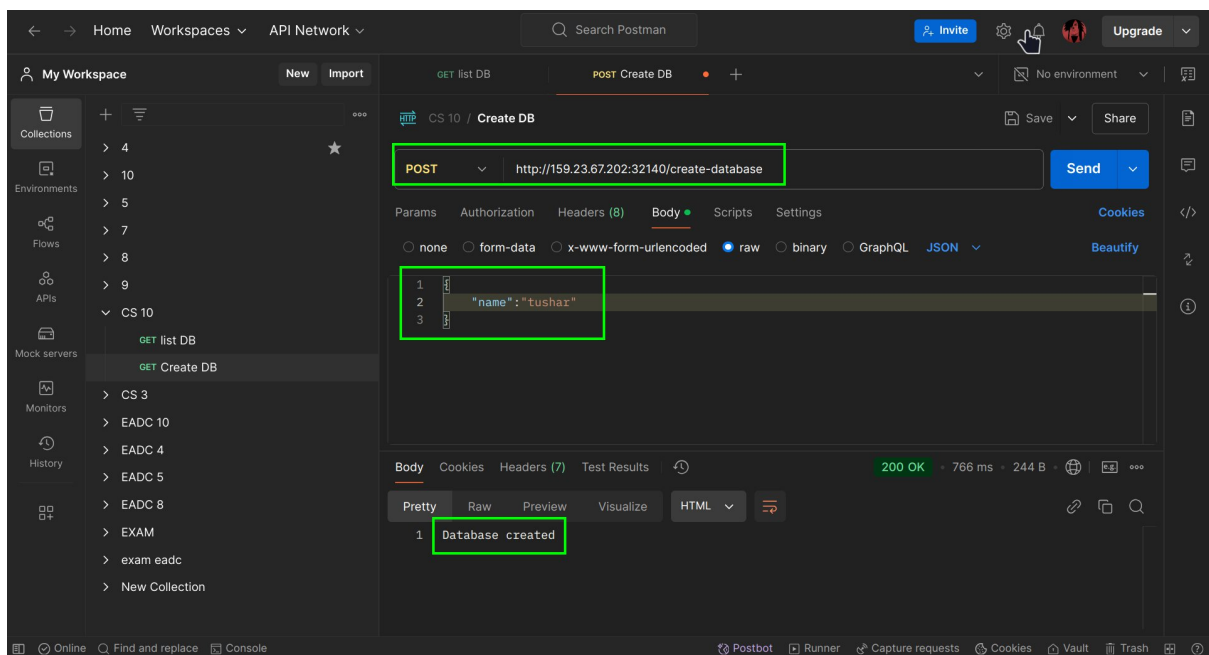 Home Workspaces API Network Search Postman Invite Upgrade
My Workspace New Import GET list DB POST Create DB No environment
Collections
Environments
Flows
APIs
Mock servers
Monitors
History
4
10
5
7
8
9
CS 10
GET list DB
GET Create DB
CS 3
EADC 10
EADC 4
EADC 5
EADC 8
EXAM
exam eadc
New Collection
HTTP CS 10 / Create DB Save Share
POST http://159.23.67.202:32140/create-database Send
Params Authorization Headers (8) Body Scripts Settings Cookies
none form-data x-www-form-urlencoded raw binary GraphQL JSON Beautify
1 {
2 "name":"tushar"
3 }
Body Cookies Headers (7) Test Results 200 OK 766 ms 244 B e.g.
Pretty Raw Preview Visualize HTML
1 Database created
Online Find and replace Console Postbot Runner Capture requests Cookies Vault Trash